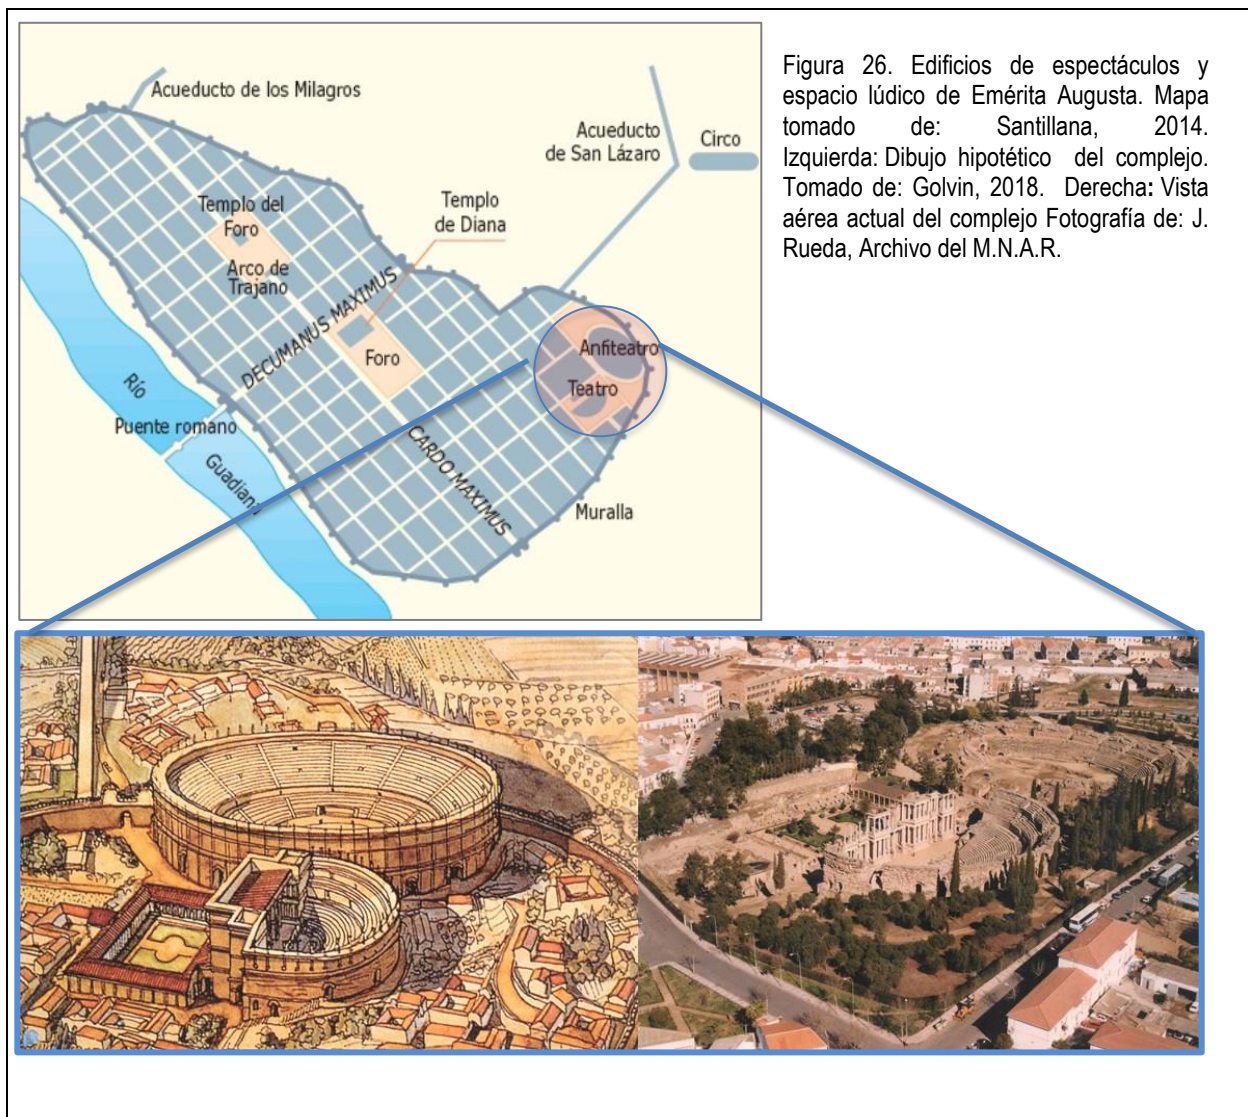 Figura 26. Edificios de espectáculos y
espacio lúdico de Emérita Augusta. Mapa
tomado de: Santillana, 2014.
Izquierda: Dibujo hipotético del complejo.
Tomado de: Golvin, 2018. Derecha: Vista
aérea actual del complejo Fotografía de: J.
Rueda, Archivo del M.N.A.R.
Acueducto de los Milagros
Acueducto
de San Lázaro
Circo
Templo del
Foro
Templo
de Diana
Arco de
Trajano
DECUMANUS MAXIMUS
Foro
Anfiteatro
Teatro
Río
Puente romano
Guadiana
CARDO MAXIMUS
Muralla